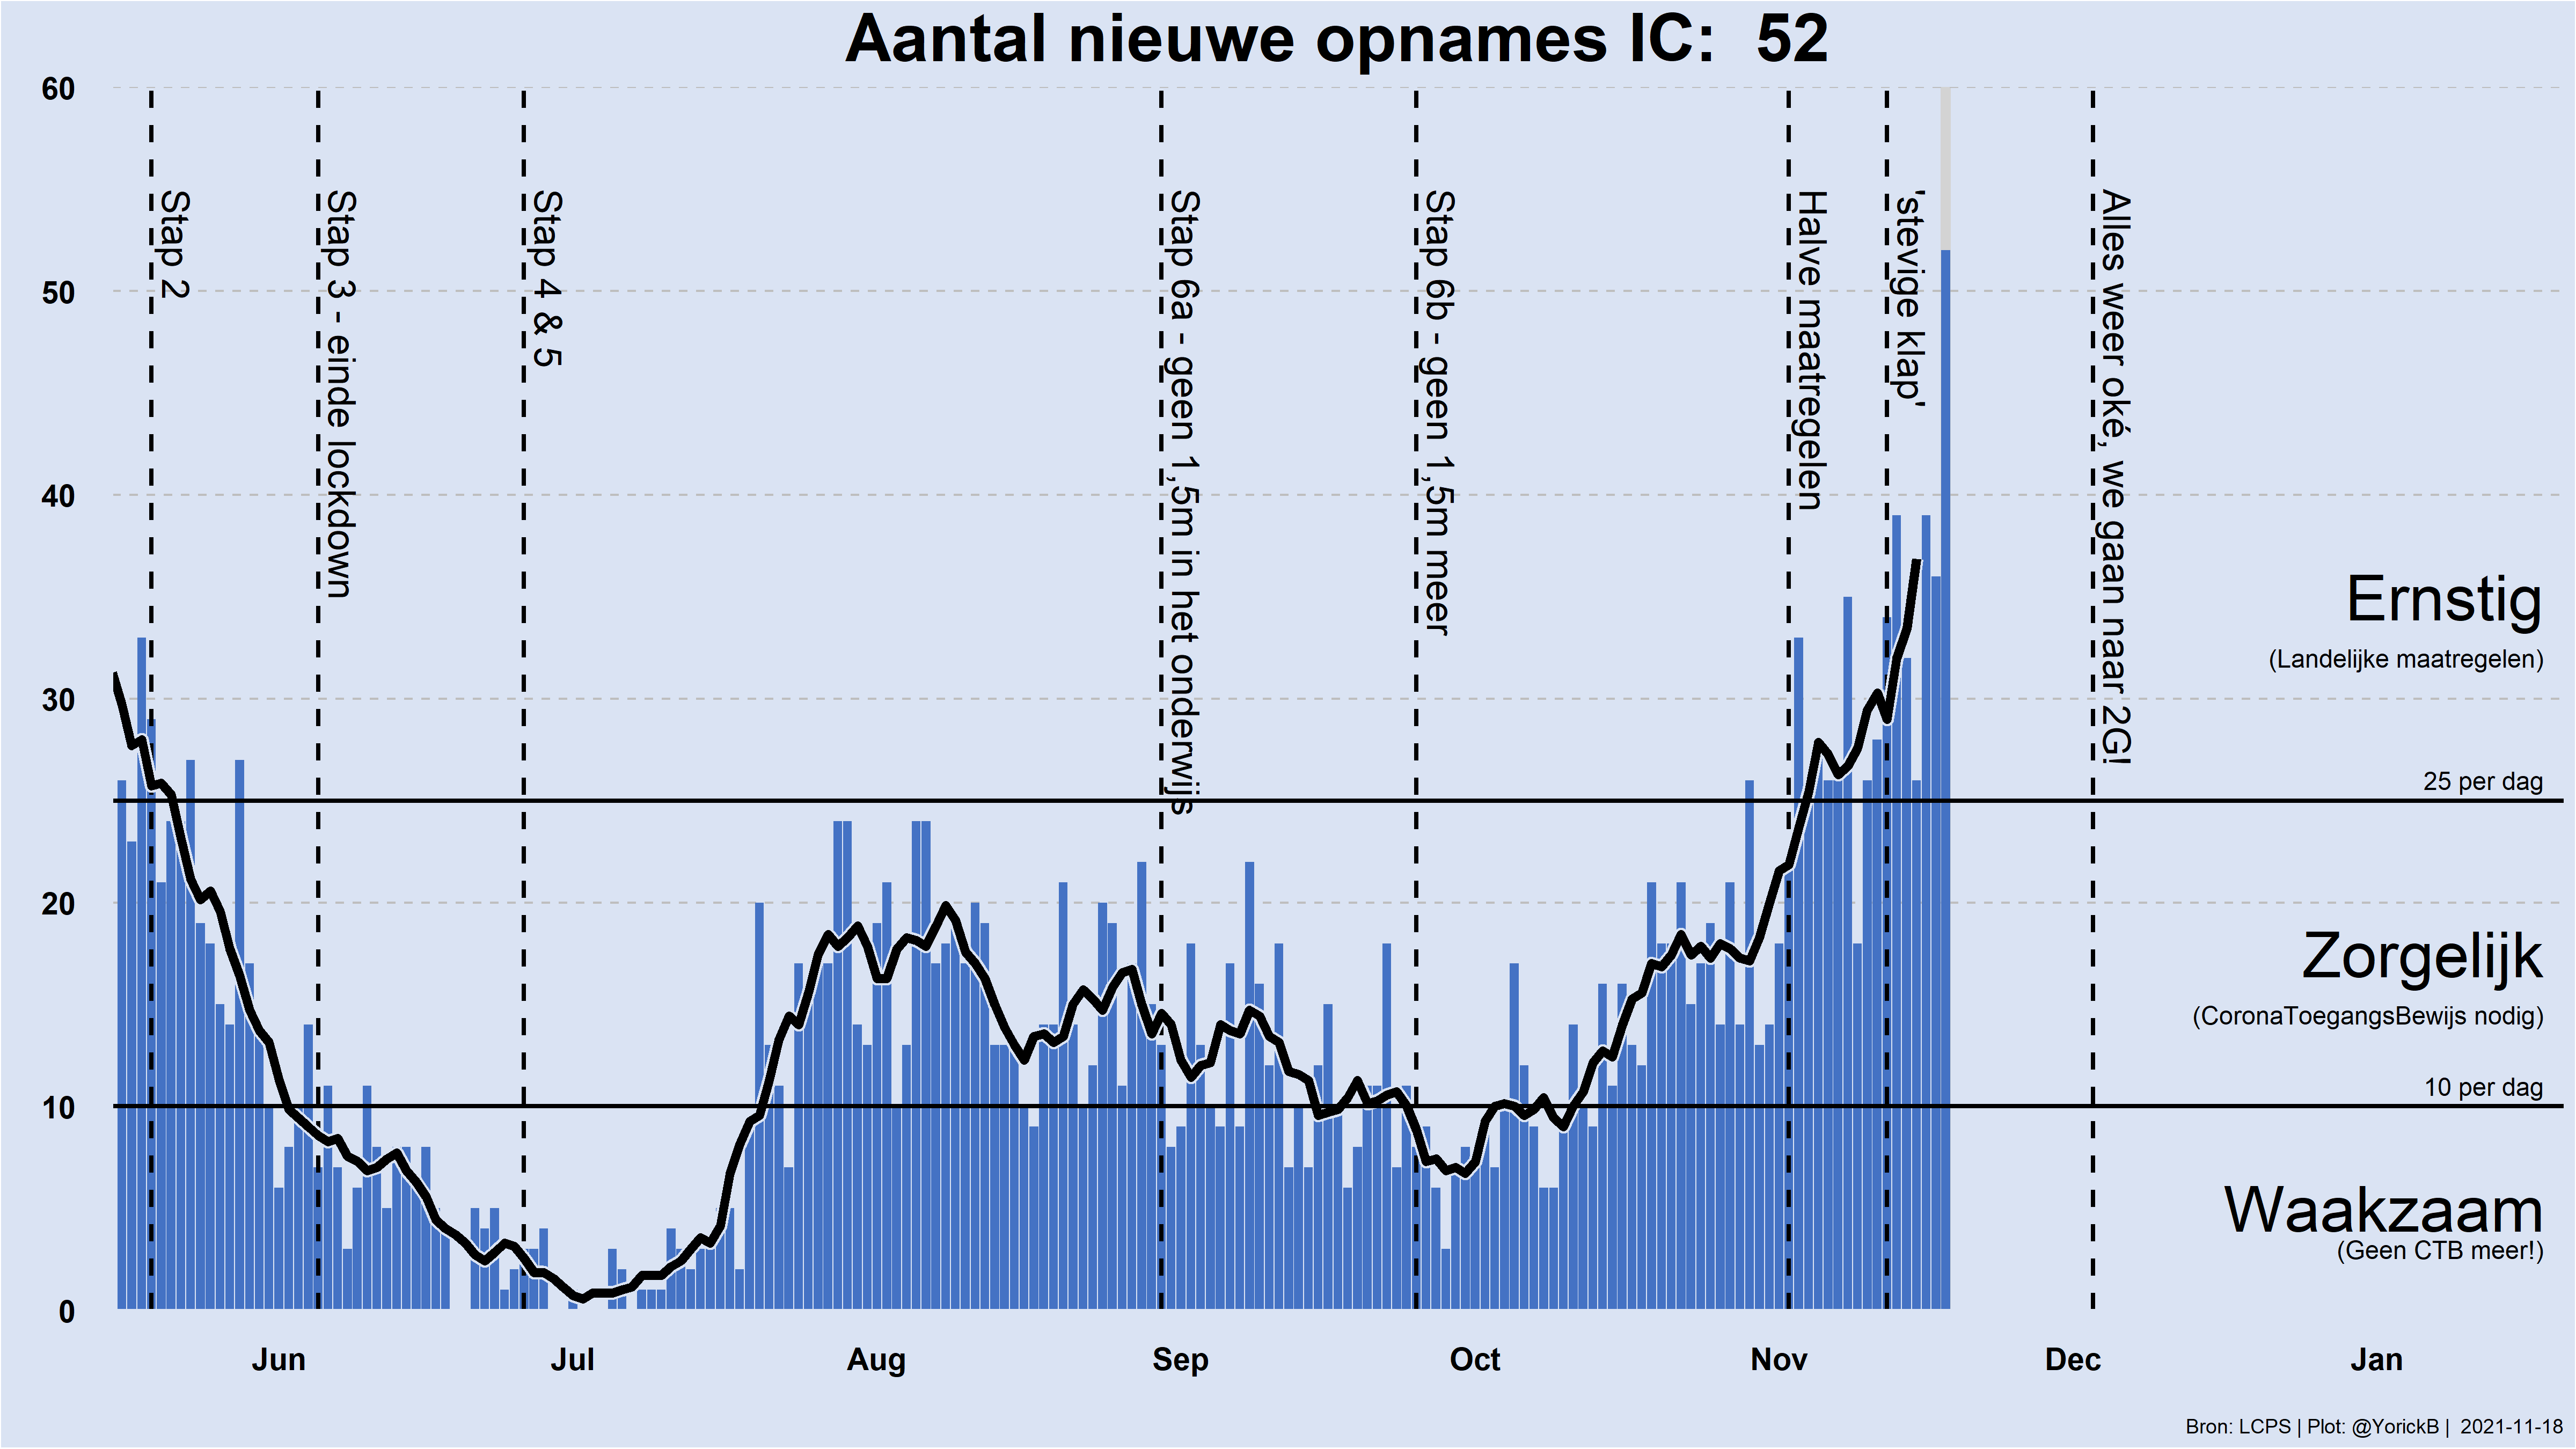 Aantal nieuwe opnames IC:  52
60
50
40
30
20
10
0
Stap 2
Stap 3 - einde lockdown
Stap 4 & 5
Stap 6a - geen 1,5m in het onderwijs
Stap 6b - geen 1,5m meer
Halve maatregelen
'stevige klap'
Alles weer oké, we gaan naar 2G!
Ernstig
(Landelijke maatregelen)
25 per dag
Zorgelijk
(CoronaToegangsBewijs nodig)
10 per dag
Waakzaam
(Geen CTB meer!)
Jun Jul Aug Sep Oct Nov Dec Jan
Bron: LCPS | Plot: @YorickB |  2021-11-18